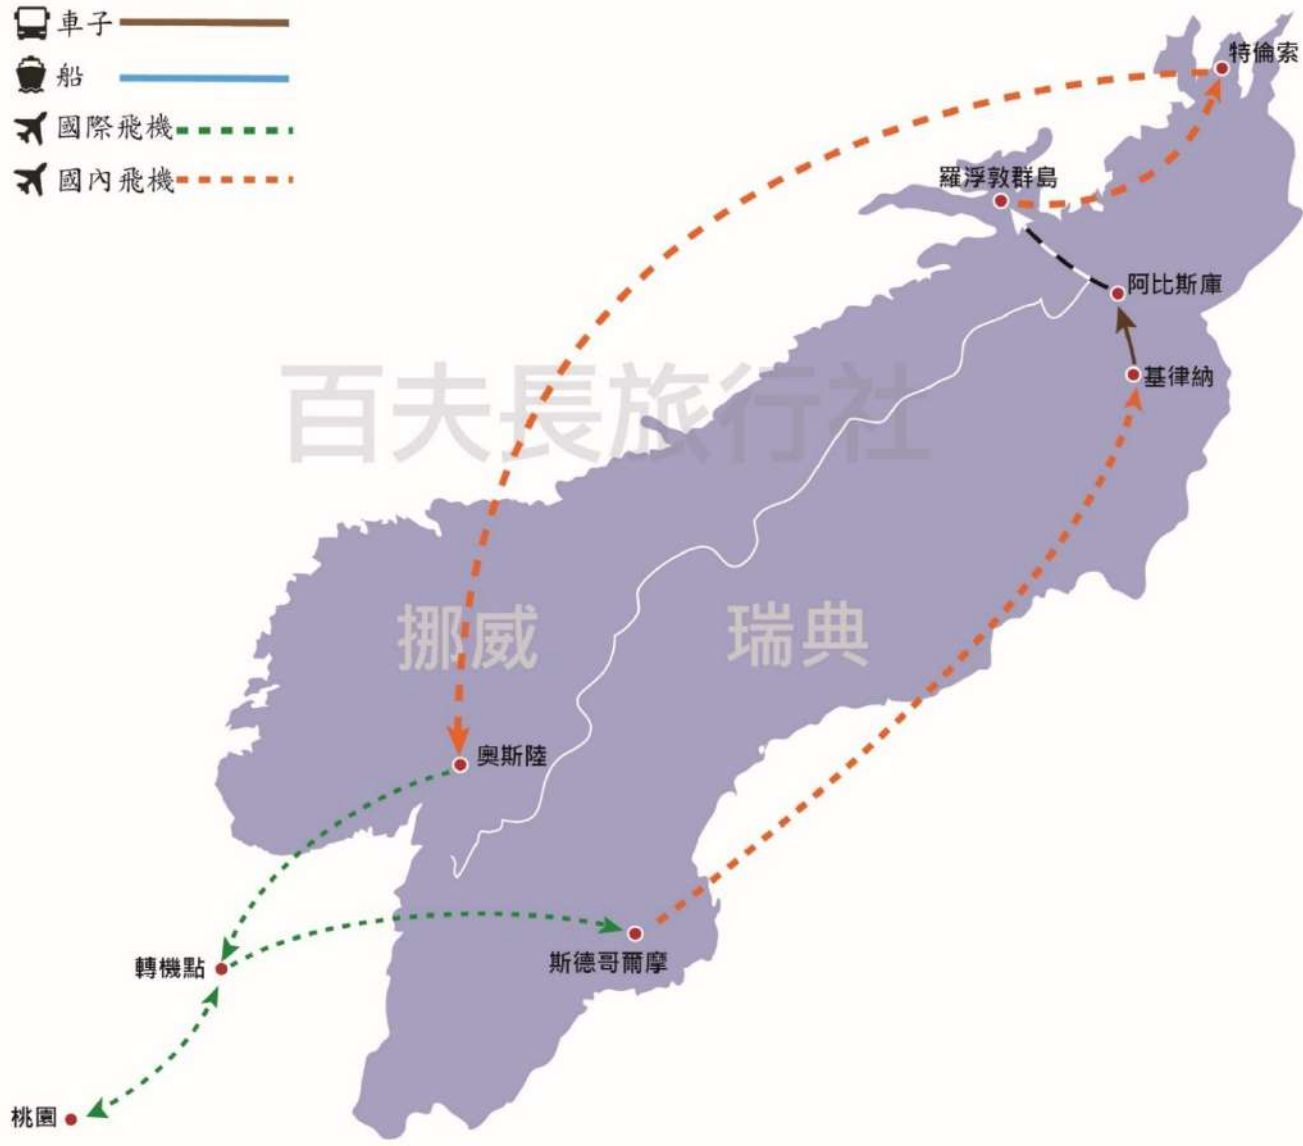 車子
船
國際飛機
國內飛機
特倫索
羅浮敦群島
阿比斯庫
基律納
百夫長旅行社
挪威
瑞典
奧斯陸
轉機點
斯德哥爾摩
桃園